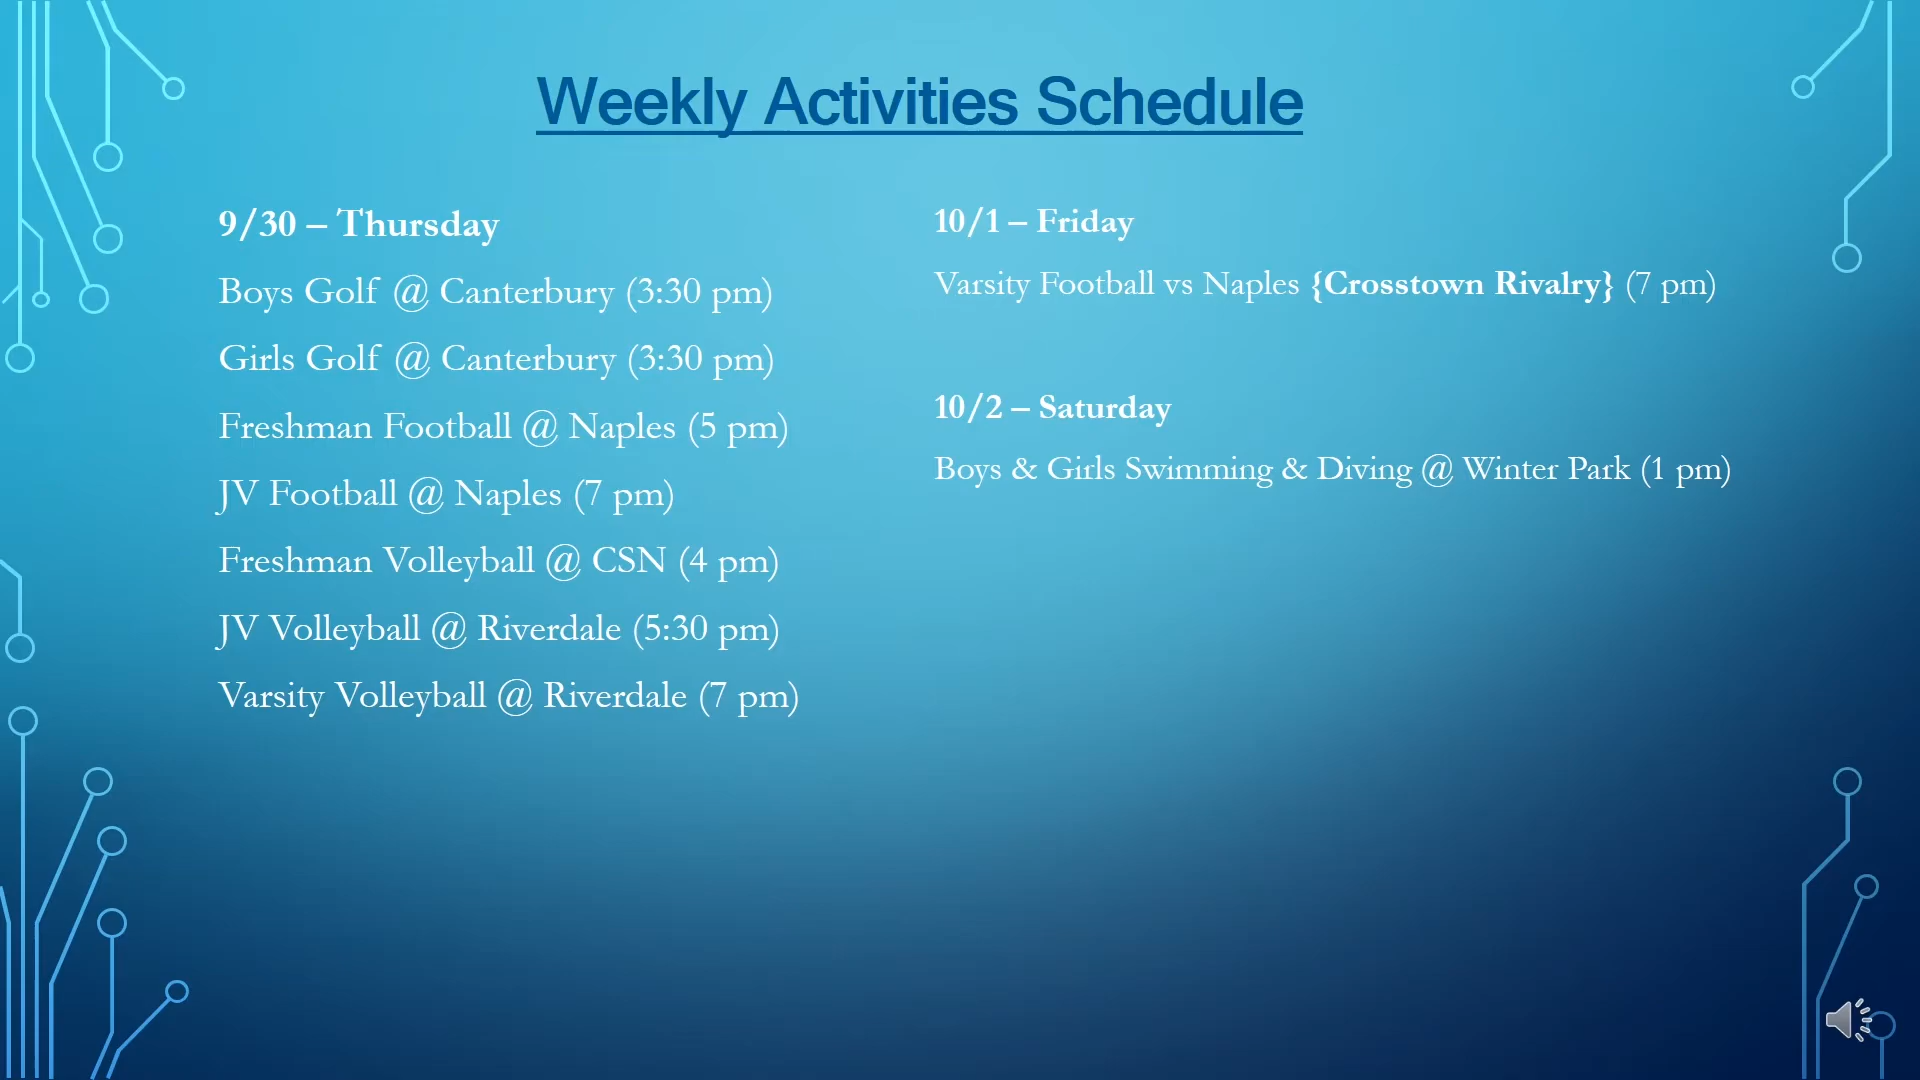 Weekly Activities Schedule
9/30 – Thursday
Boys Golf @ Canterbury (3:30 pm)
Girls Golf @ Canterbury (3:30 pm)
Freshman Football @ Naples (5 pm)
JV Football @ Naples (7 pm)
Freshman Volleyball @ CSN (4 pm)
JV Volleyball @ Riverdale (5:30 pm)
Varsity Volleyball @ Riverdale (7 pm)
10/1 – Friday
Varsity Football vs Naples {Crosstown Rivalry} (7 pm)
10/2 – Saturday
Boys & Girls Swimming & Diving @ Winter Park (1 pm)